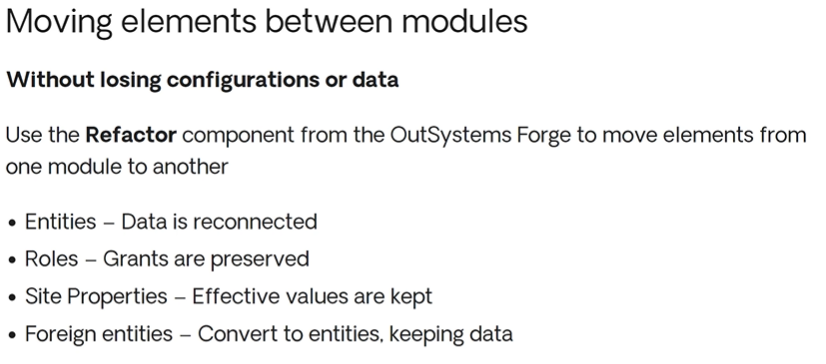 Moving elements between modules
Without losing configurations or data
Use the Refactor component from the OutSystems Forge to move elements from
one module to another
• Entities – Data is reconnected
• Roles – Grants are preserved
• Site Properties – Effective values are kept
• Foreign entities – Convert to entities, keeping data